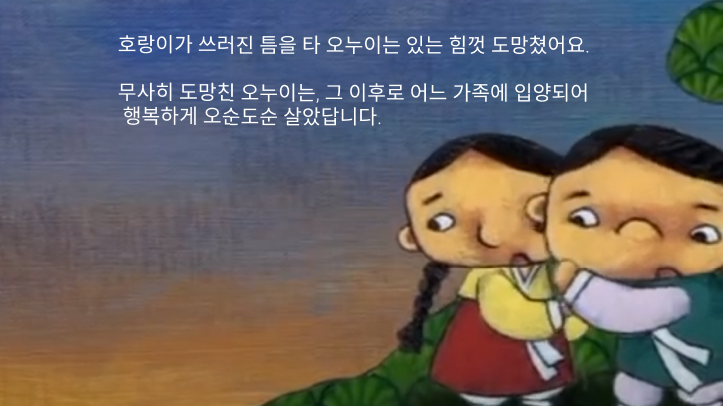 호랑이가 쓰러진 틈을 타 오누이는 있는 힘껏 도망쳤어요.
무사히 도망친 오누이는, 그 이후로 어느 가족에 입양되어
행복하게 오순도순 살았답니다.